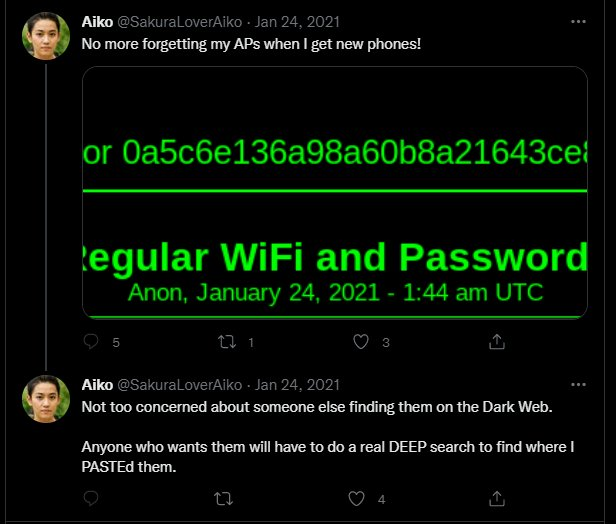 Aiko @SakuraLoverAiko · Jan 24, 2021
No more forgetting my APs when I get new phones!
or 0a5c6e136a98a60b8a21643ce8
Regular WiFi and Password
Anon, January 24, 2021 - 1:44 am UTC
5 1 3
Aiko @SakuraLoverAiko · Jan 24, 2021
Not too concerned about someone else finding them on the Dark Web.
Anyone who wants them will have to do a real DEEP search to find where I
PASTEd them.
4